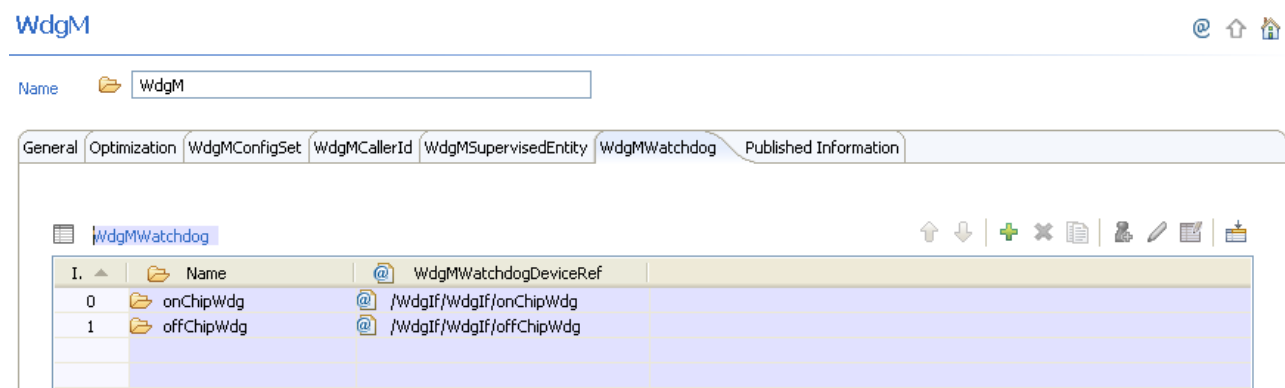 WdgM
Name WdgM
General Optimization WdgMConfigSet WdgMCallerId WdgMSupervisedEntity WdgMWatchdog Published Information
WdgMWatchdog
I. Name WdgMWatchdogDeviceRef
0 onChipWdg /WdgIf/WdgIf/onChipWdg
1 offChipWdg /WdgIf/WdgIf/offChipWdg